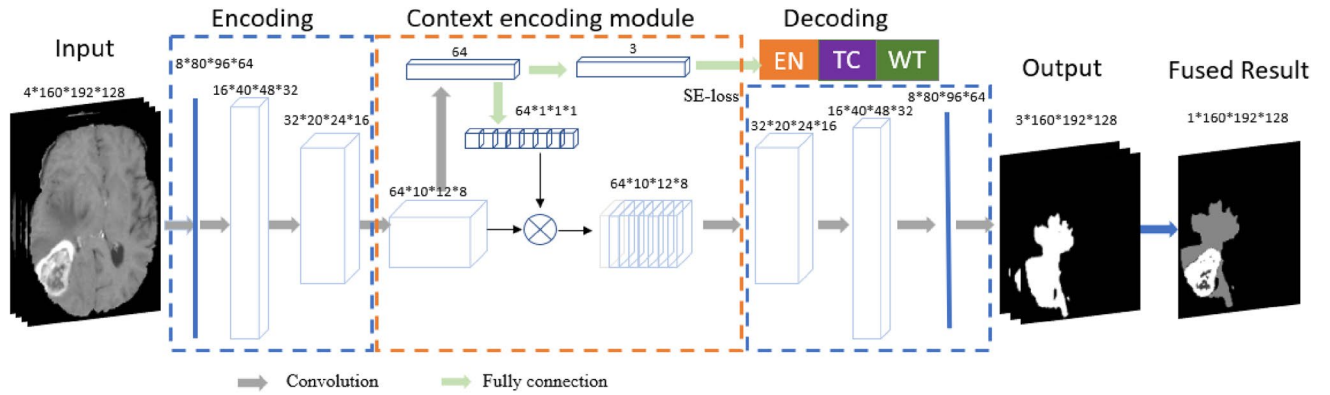 Encoding
Context encoding module
Decoding
Input
8*80*96*64
64
3
EN TC WT
Output
Fused Result
4*160*192*128
16*40*48*32
SE-loss
8*80*96*64
16*40*48*32
32*20*24*16
64*1*1*1
32*20*24*16
3*160*192*128
1*160*192*128
64*10*12*8
64*10*12*8
Convolution
Fully connection